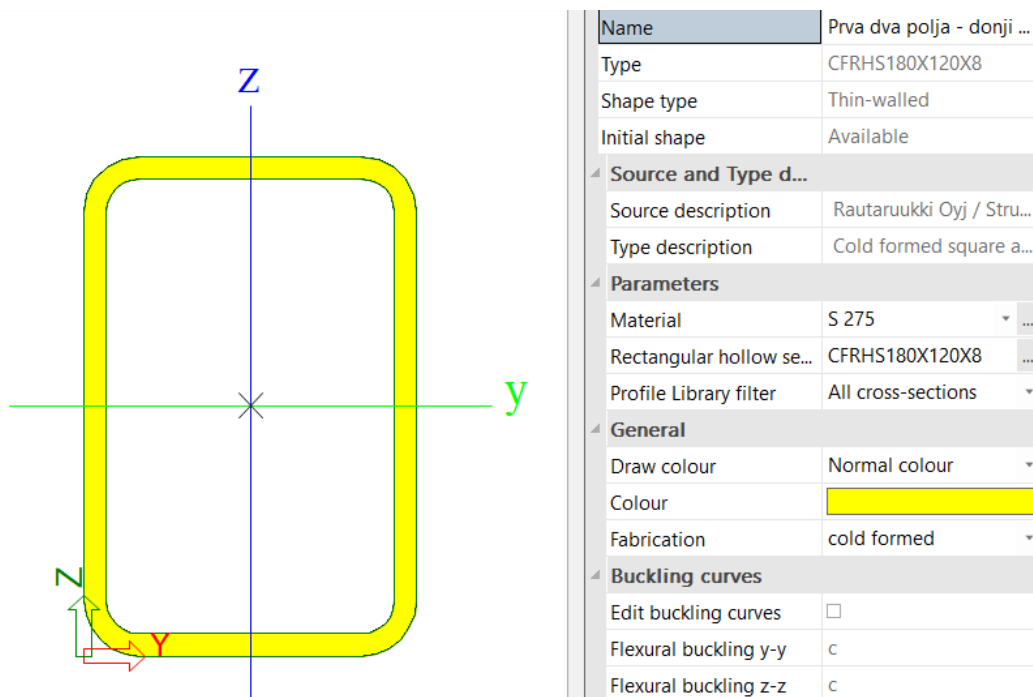 z
y
Z
Y
Name Prva dva polja - donji ...
Type CFRHS180X120X8
Shape type Thin-walled
Initial shape Available
Source and Type d...
Source description Rautaruukki Oyj / Stru...
Type description Cold formed square a...
Parameters
Material S 275 ...
Rectangular hollow se... CFRHS180X120X8 ...
Profile Library filter All cross-sections
General
Draw colour Normal colour
Colour
Fabrication cold formed
Buckling curves
Edit buckling curves
Flexural buckling y-y c
Flexural buckling z-z c